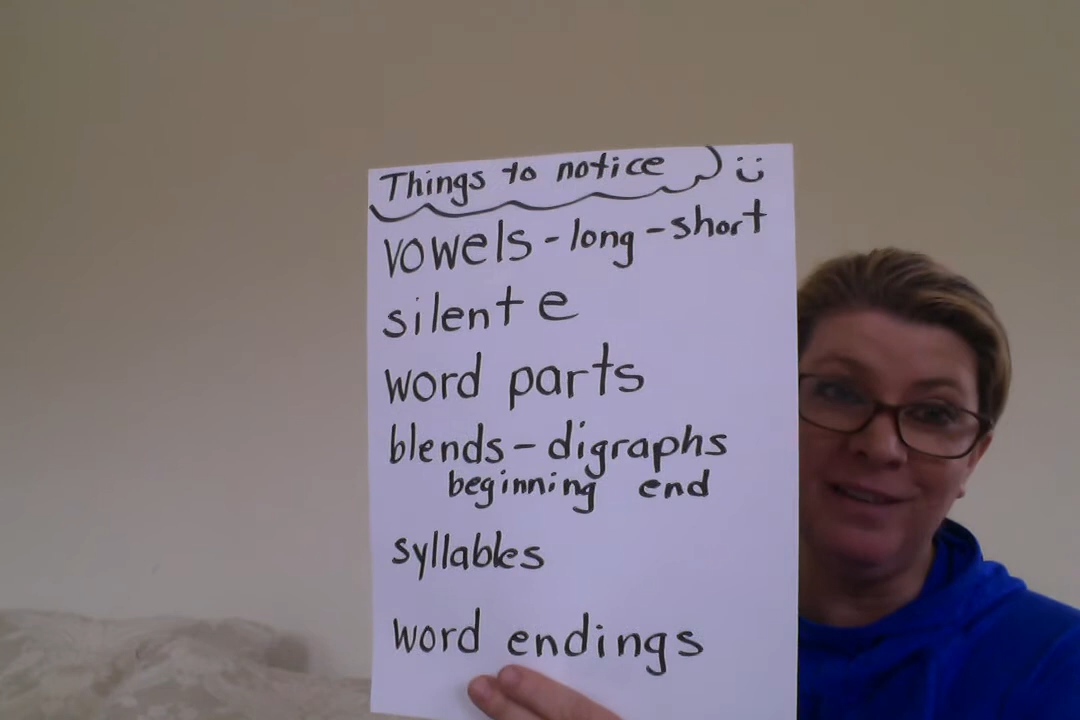 Things to notice
vowels - long - short
silent e
word parts
blends - digraphs
beginning end
syllables
word endings